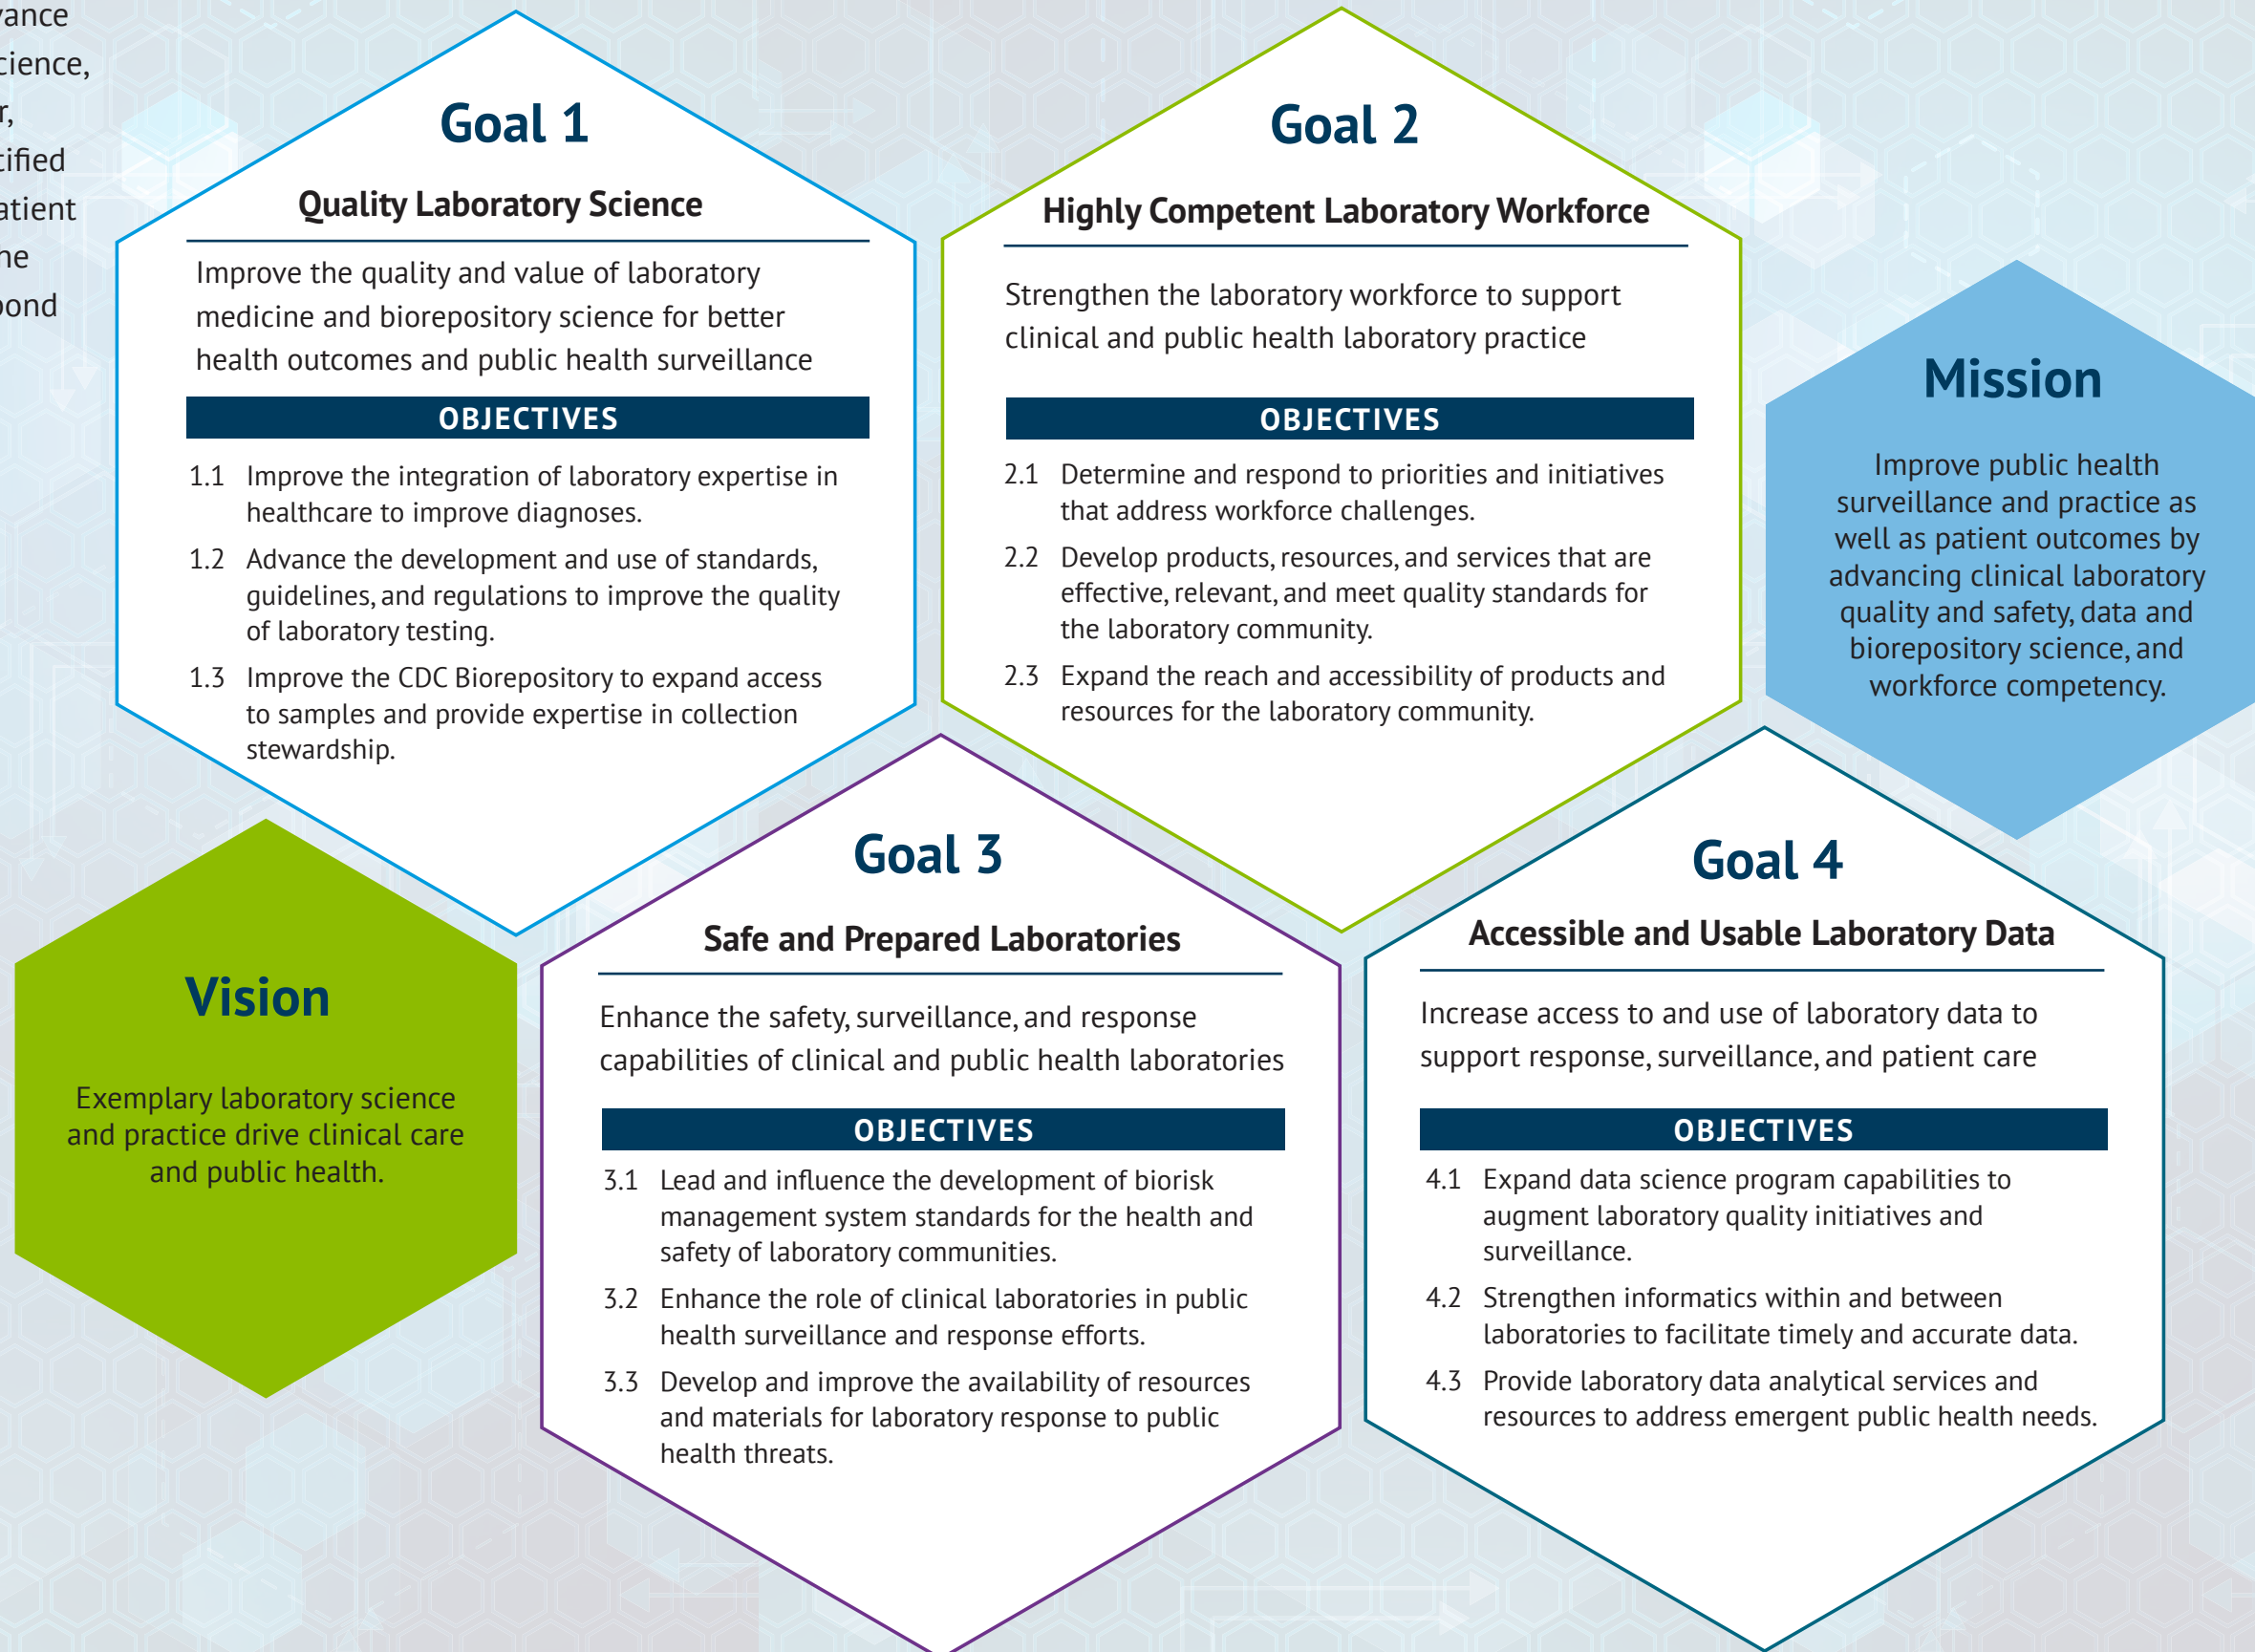 cience,
tified
Goal 1
Quality Laboratory Science
Improve the quality and value of laboratory
medicine and biorepository science for better
health outcomes and public health surveillance
OBJECTIVES
1.1 Improve the integration of laboratory expertise in
healthcare to improve diagnoses.
1.2 Advance the development and use of standards,
guidelines, and regulations to improve the quality
of laboratory testing.
1.3 Improve the CDC Biorepository to expand access
to samples and provide expertise in collection
stewardship.
Goal 2
Highly Competent Laboratory Workforce
Strengthen the laboratory workforce to support
clinical and public health laboratory practice
OBJECTIVES
2.1 Determine and respond to priorities and initiatives
that address workforce challenges.
2.2 Develop products, resources, and services that are
effective, relevant, and meet quality standards for
the laboratory community.
2.3 Expand the reach and accessibility of products and
resources for the laboratory community.
Mission
Improve public health
surveillance and practice as
well as patient outcomes by
advancing clinical laboratory
quality and safety, data and
biorepository science, and
workforce competency.
Vision
Exemplary laboratory science
and practice drive clinical care
and public health.
Goal 3
Safe and Prepared Laboratories
Enhance the safety, surveillance, and response
capabilities of clinical and public health laboratories
OBJECTIVES
3.1 Lead and influence the development of biorisk
management system standards for the health and
safety of laboratory communities.
3.2 Enhance the role of clinical laboratories in public
health surveillance and response efforts.
3.3 Develop and improve the availability of resources
and materials for laboratory response to public
health threats.
Goal 4
Accessible and Usable Laboratory Data
Increase access to and use of laboratory data to
support response, surveillance, and patient care
OBJECTIVES
4.1 Expand data science program capabilities to
augment laboratory quality initiatives and
surveillance.
4.2 Strengthen informatics within and between
laboratories to facilitate timely and accurate data.
4.3 Provide laboratory data analytical services and
resources to address emergent public health needs.